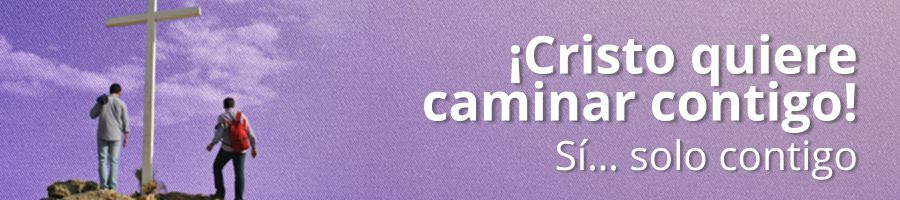 ¡Cristo quiere
caminar contigo!
Sí... solo contigo